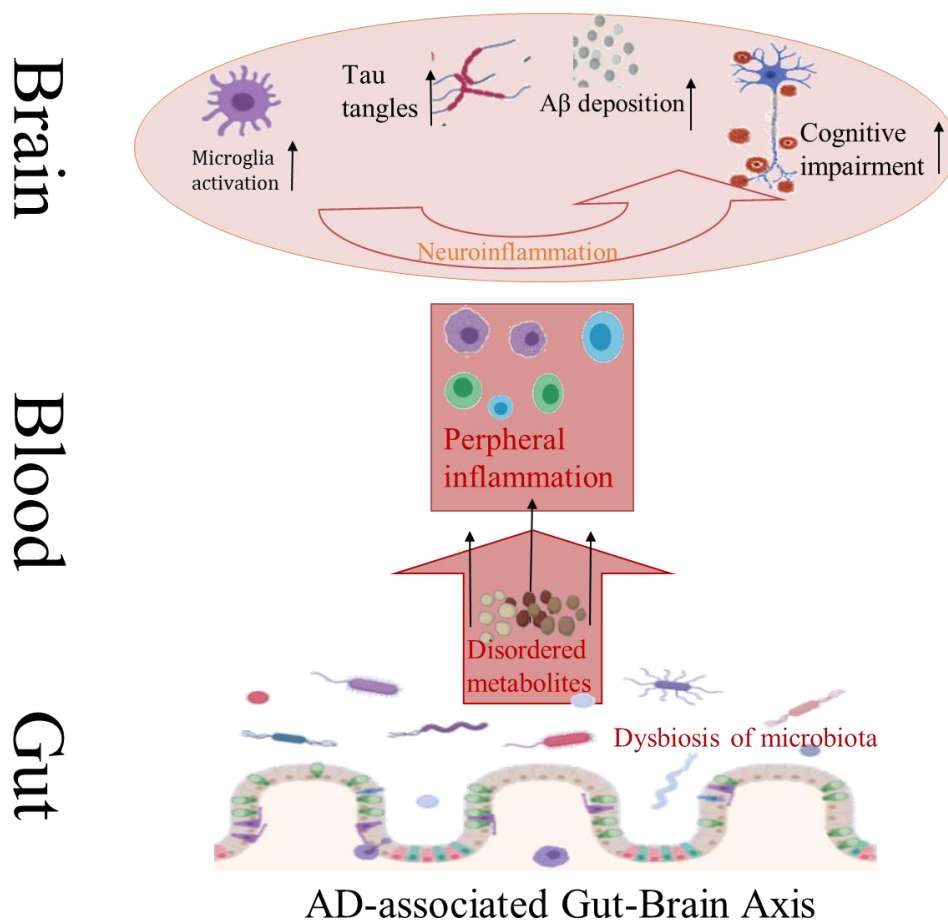 Brain
Tau
tangles
Aβ deposition
Microglia
activation
Cognitive
impairment
Neuroinflammation
Blood
Perpheral
inflammation
Disordered
metabolites
Gut
Dysbiosis of microbiota
AD-associated Gut-Brain Axis